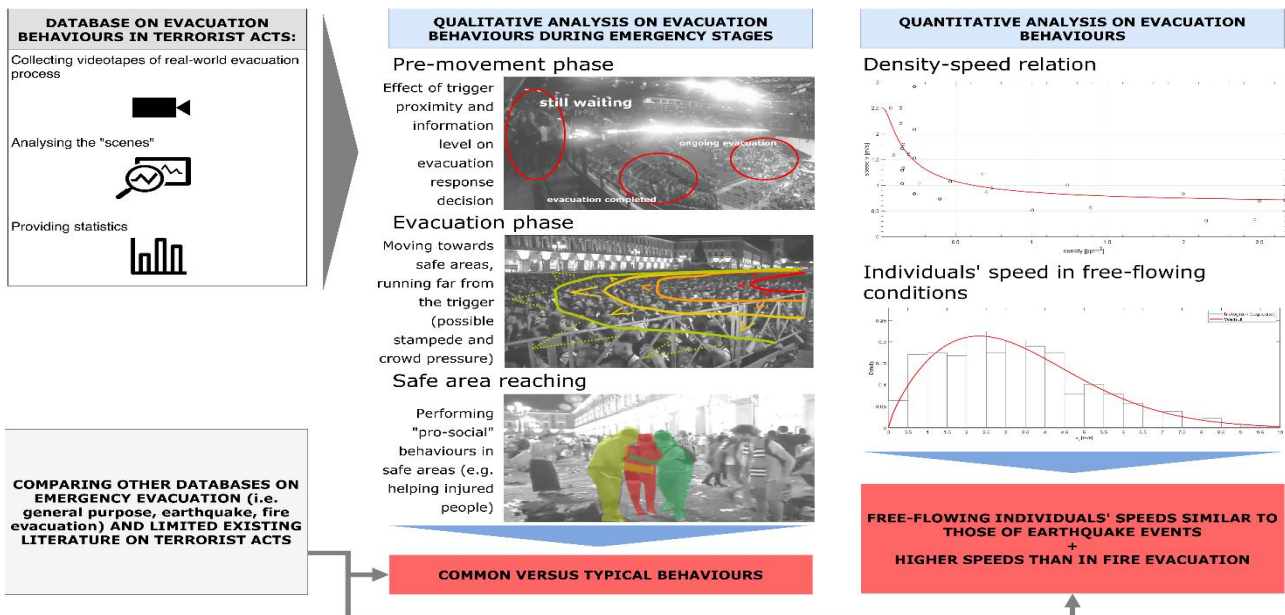 DATABASE ON EVACUATION
BEHAVIOURS IN TERRORIST ACTS:
Collecting videotapes of real-world evacuation
process
Analysing the "scenes"
Providing statistics
COMPARING OTHER DATABASES ON
EMERGENCY EVACUATION (i.e.
general purpose, earthquake, fire
evacuation) AND LIMITED EXISTING
LITERATURE ON TERRORIST ACTS
QUALITATIVE ANALYSIS ON EVACUATION
BEHAVIOURS DURING EMERGENCY STAGES
Pre-movement phase
Effect of trigger
proximity and
information
level on
evacuation
response
decision
still waiting
ongoing evacuation
evacuation completed
Evacuation phase
Moving towards
safe areas,
running far from
the trigger
(possible
stampede and
crowd pressure)
Safe area reaching
Performing
"pro-social"
behaviours in
safe areas (e.g.
helping injured
people)
COMMON VERSUS TYPICAL BEHAVIOURS
QUANTITATIVE ANALYSIS ON EVACUATION
BEHAVIOURS
Density-speed relation
Individuals' speed in free-flowing
conditions
Density
FREE-FLOWING INDIVIDUALS' SPEEDS SIMILAR TO
THOSE OF EARTHQUAKE EVENTS
+
HIGHER SPEEDS THAN IN FIRE EVACUATION